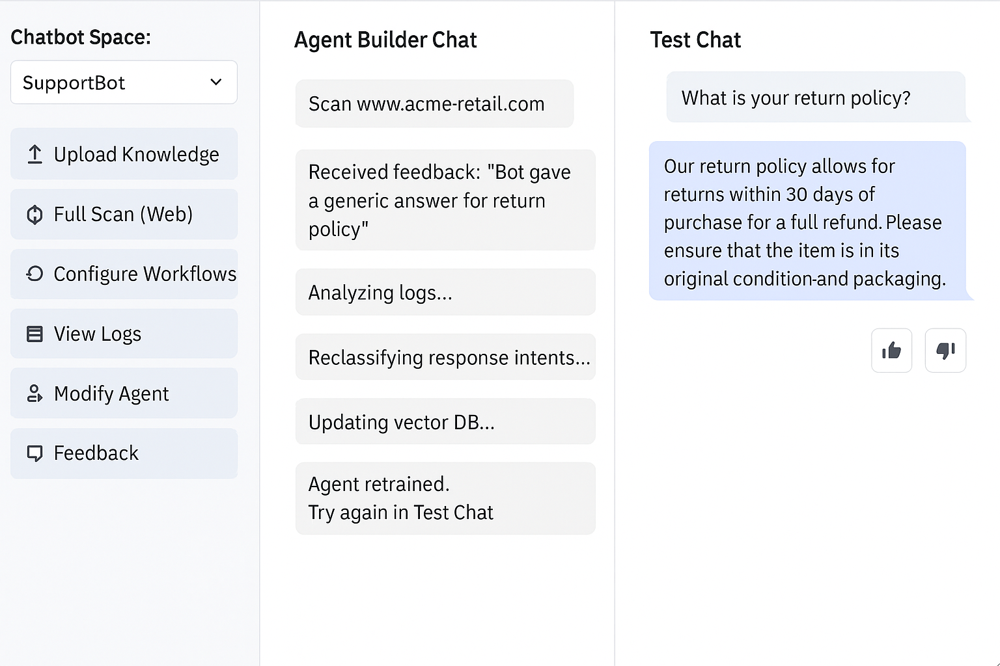 Chatbot Space:
SupportBot
Upload Knowledge
Full Scan (Web)
Configure Workflows
View Logs
Modify Agent
Feedback
Agent Builder Chat
Scan www.acme-retail.com
Received feedback: "Bot gave
a generic answer for return
policy"
Analyzing logs...
Reclassifying response intents...
Updating vector DB...
Agent retrained.
Try again in Test Chat
Test Chat
What is your return policy?
Our return policy allows for
returns within 30 days of
purchase for a full refund. Please
ensure that the item is in its
original condition-and packaging.